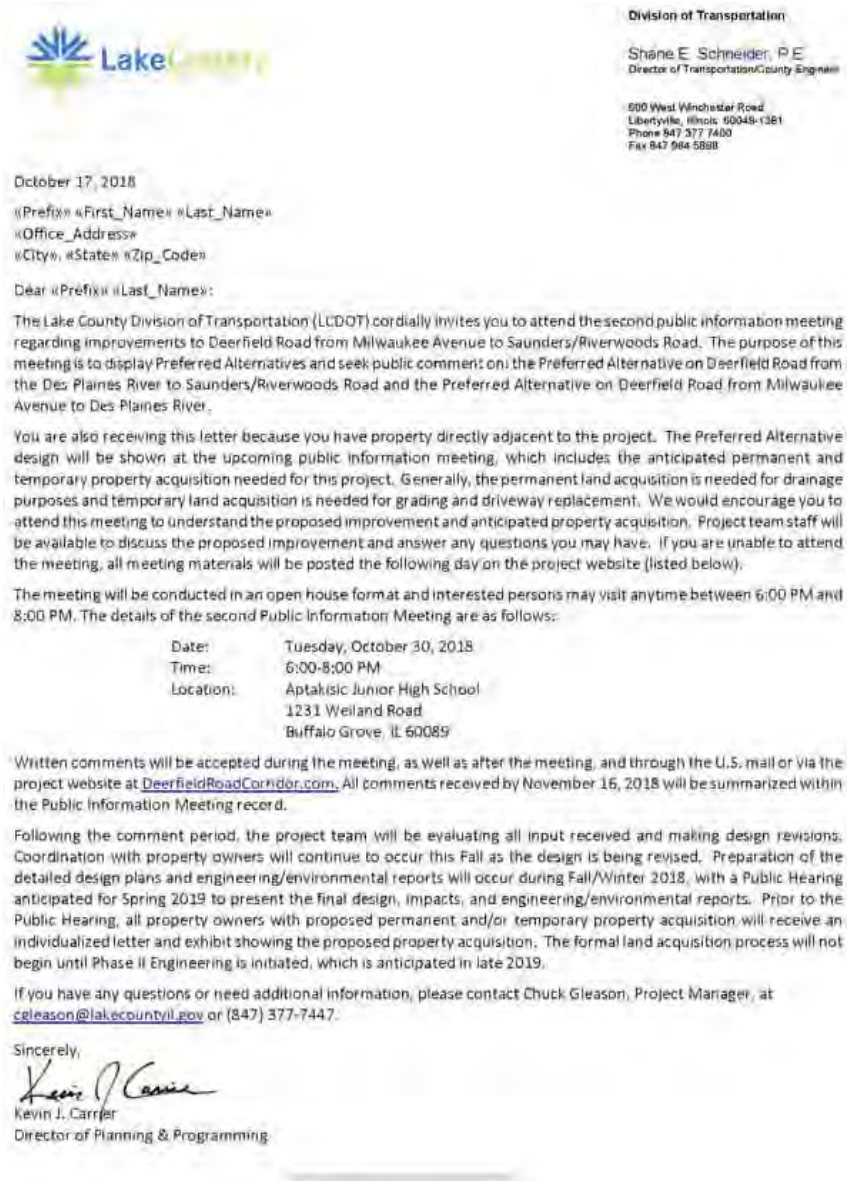 LakeCounty
Division of Transportation
Shane E. Schneider, P.E.
Director of Transportation/County Engineer
600 West Winchester Road
Libertyville, Illinois 60048-1381
Phone 847 377 7400
Fax 847 984 5888
October 17, 2018
«Prefix» «First_Name» «Last_Name»
«Office_Address»
«City», «State» «Zip_Code»
Dear «Prefix» «Last_Name»:
The Lake County Division of Transportation (LCDOT) cordially invites you to attend the second public information meeting
regarding improvements to Deerfield Road from Milwaukee Avenue to Saunders/Riverwoods Road. The purpose of this
meeting is to display Preferred Alternatives and seek public comment on: the Preferred Alternative on Deerfield Road from
the Des Plaines River to Saunders/Riverwoods Road and the Preferred Alternative on Deerfield Road from Milwaukee
Avenue to Des Plaines River.
You are also receiving this letter because you have property directly adjacent to the project. The Preferred Alternative
design will be shown at the upcoming public information meeting, which includes the anticipated permanent and
temporary property acquisition needed for this project. Generally, the permanent land acquisition is needed for drainage
purposes and temporary land acquisition is needed for grading and driveway replacement. We would encourage you to
attend this meeting to understand the proposed improvement and anticipated property acquisition. Project team staff will
be available to discuss the proposed improvement and answer any questions you may have. If you are unable to attend
the meeting, all meeting materials will be posted the following day on the project website (listed below).
The meeting will be conducted in an open house format and interested persons may visit anytime between 6:00 PM and
8:00 PM. The details of the second Public Information Meeting are as follows:
Date: Tuesday, October 30, 2018
Time: 6:00-8:00 PM
Location: Aptakisic Junior High School
1231 Weiland Road
Buffalo Grove, IL 60089
Written comments will be accepted during the meeting, as well as after the meeting, and through the U.S. mail or via the
project website at DeerfieldRoadCorridor.com. All comments received by November 16, 2018 will be summarized within
the Public Information Meeting record.
Following the comment period, the project team will be evaluating all input received and making design revisions.
Coordination with property owners will continue to occur this Fall as the design is being revised. Preparation of the
detailed design plans and engineering/environmental reports will occur during Fall/Winter 2018, with a Public Hearing
anticipated for Spring 2019 to present the final design, impacts, and engineering/environmental reports. Prior to the
Public Hearing, all property owners with proposed permanent and/or temporary property acquisition will receive an
individualized letter and exhibit showing the proposed property acquisition. The formal land acquisition process will not
begin until Phase II Engineering is initiated, which is anticipated in late 2019.
If you have any questions or need additional information, please contact Chuck Gleason, Project Manager, at
cgleason@lakecountyil.gov or (847) 377-7447.
Sincerely,
Kevin J. Carrier
Kevin J. Carrier
Director of Planning & Programming